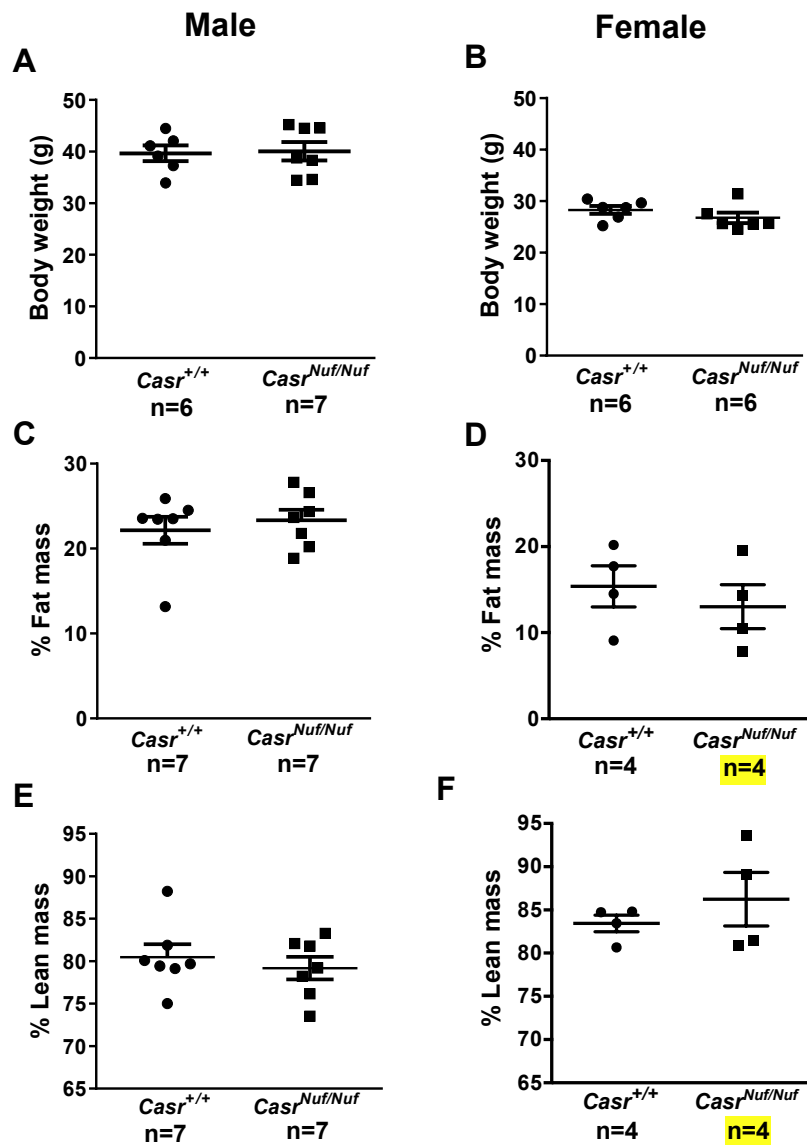 Male
Female
A
B
Body weight (g)
50
40
30
20
10
0
Casr+/+
CasrNuf/Nuf
n=6
n=7
Body weight (g)
50
40
30
20
10
0
Casr+/+
CasrNuf/Nuf
n=6
n=6
C
D
% Fat mass
30
20
10
0
Casr+/+
CasrNuf/Nuf
n=7
n=7
% Fat mass
30
20
10
0
Casr+/+
CasrNuf/Nuf
n=4
n=4
E
F
% Lean mass
95
90
85
80
75
70
65
Casr+/+
CasrNuf/Nuf
n=7
n=7
% Lean mass
95
90
85
80
75
70
65
Casr+/+
CasrNuf/Nuf
n=4
n=4